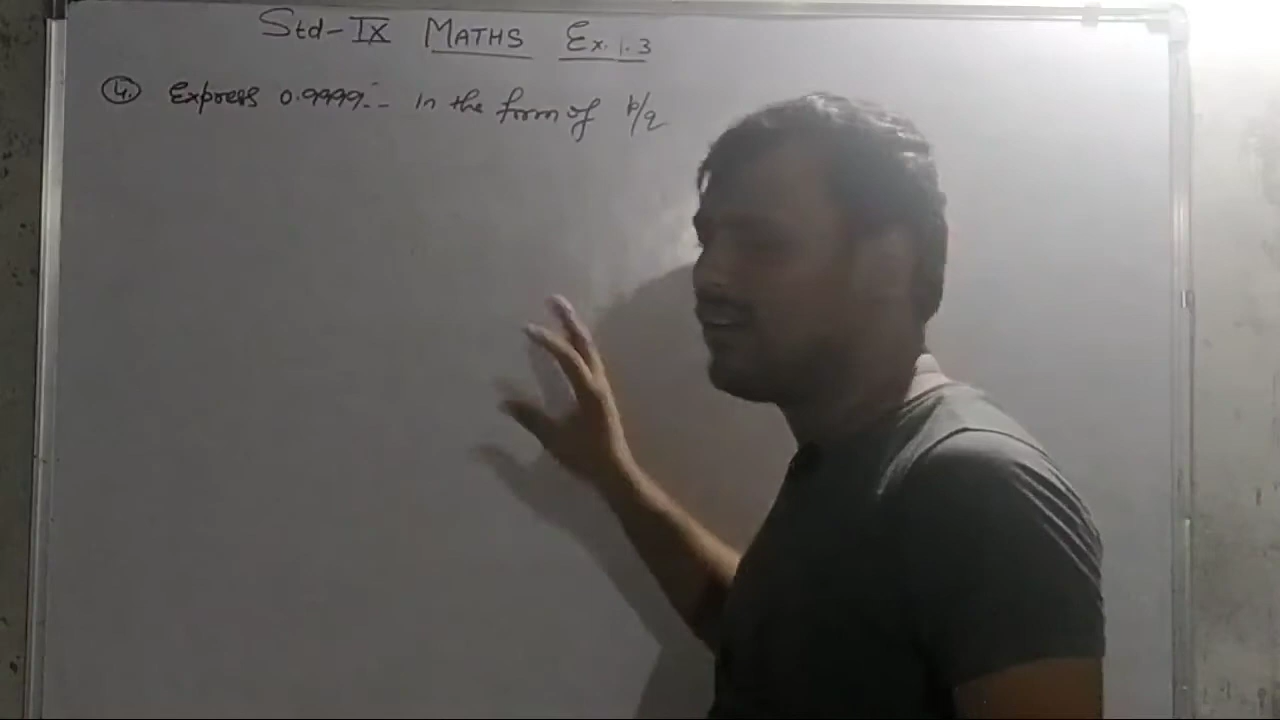 Std-IX MATHS Ex. 1.3
4. Express 0.9999... in the form of p/q